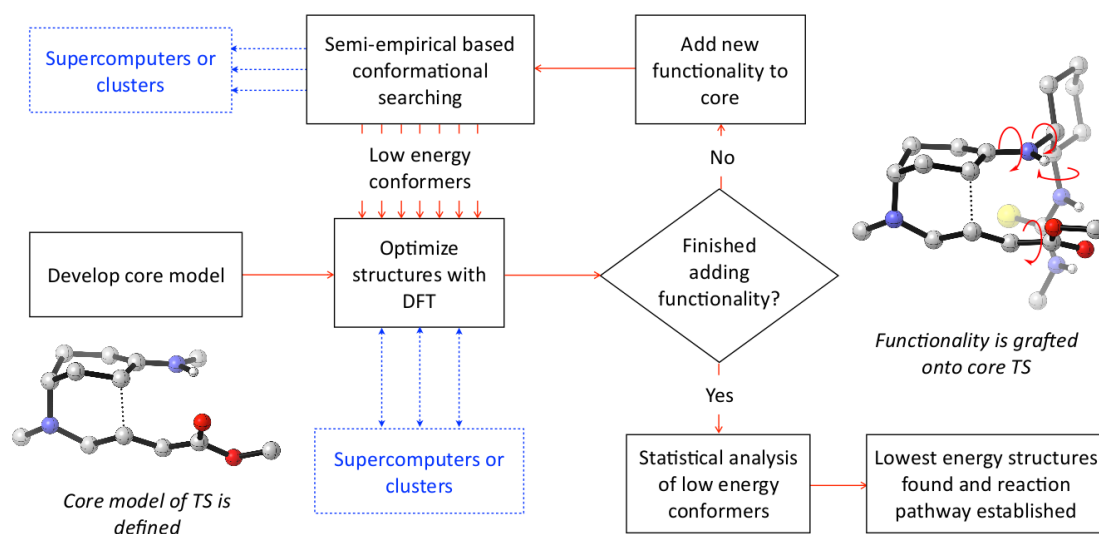 Supercomputers or
clusters
Semi-empirical based
conformational
searching
Add new
functionality to
core
Low energy
conformers
No
Develop core model
Optimize
structures with
DFT
Finished
adding
functionality?
Functionality is grafted
onto core TS
Yes
Supercomputers or
clusters
Core model of TS is
defined
Statistical analysis
of low energy
conformers
Lowest energy structures
found and reaction
pathway established